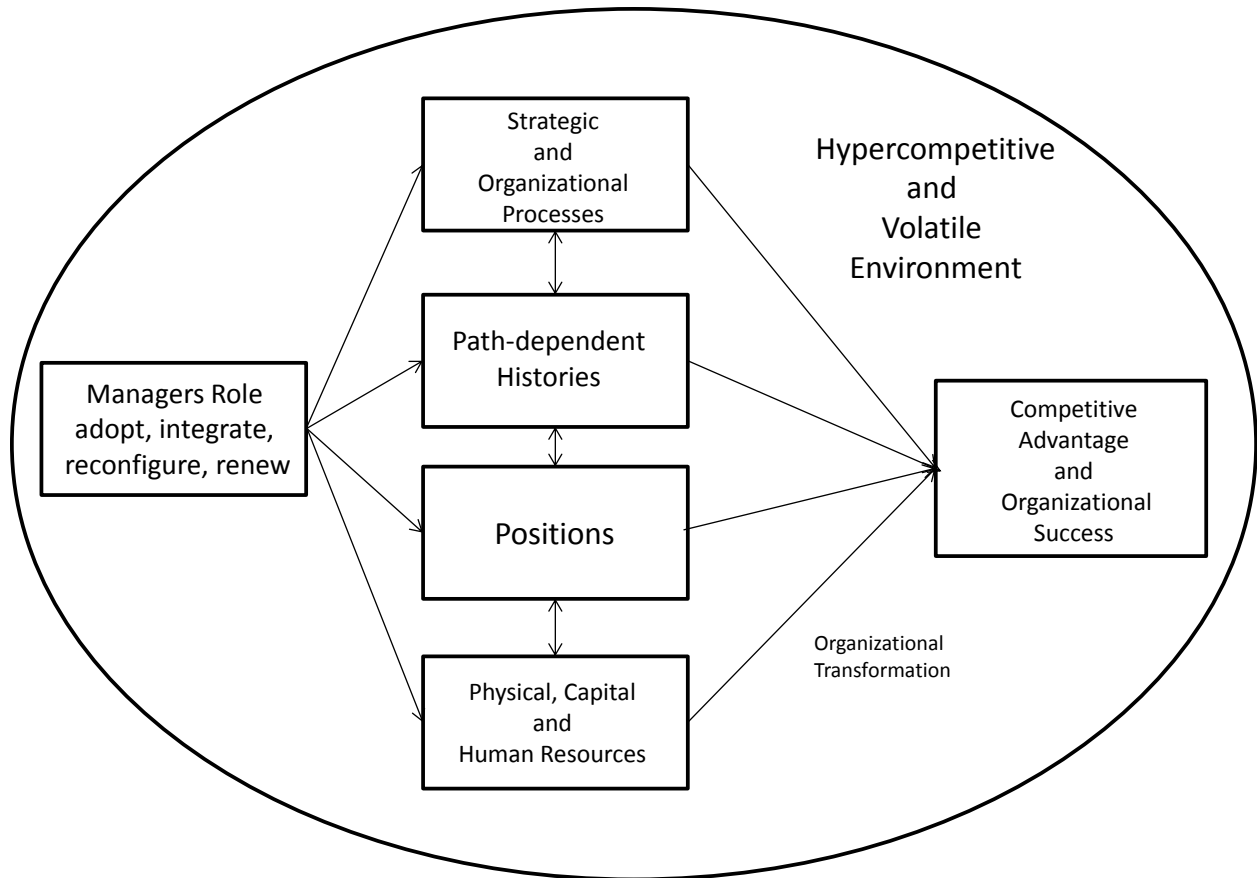 Strategic
and
Organizational
Processes
Hypercompetitive
and
Volatile
Environment
Path-dependent
Histories
Managers Role
adopt, integrate,
reconfigure, renew
Competitive
Advantage
and
Organizational
Success
Positions
Organizational
Transformation
Physical, Capital
and
Human Resources